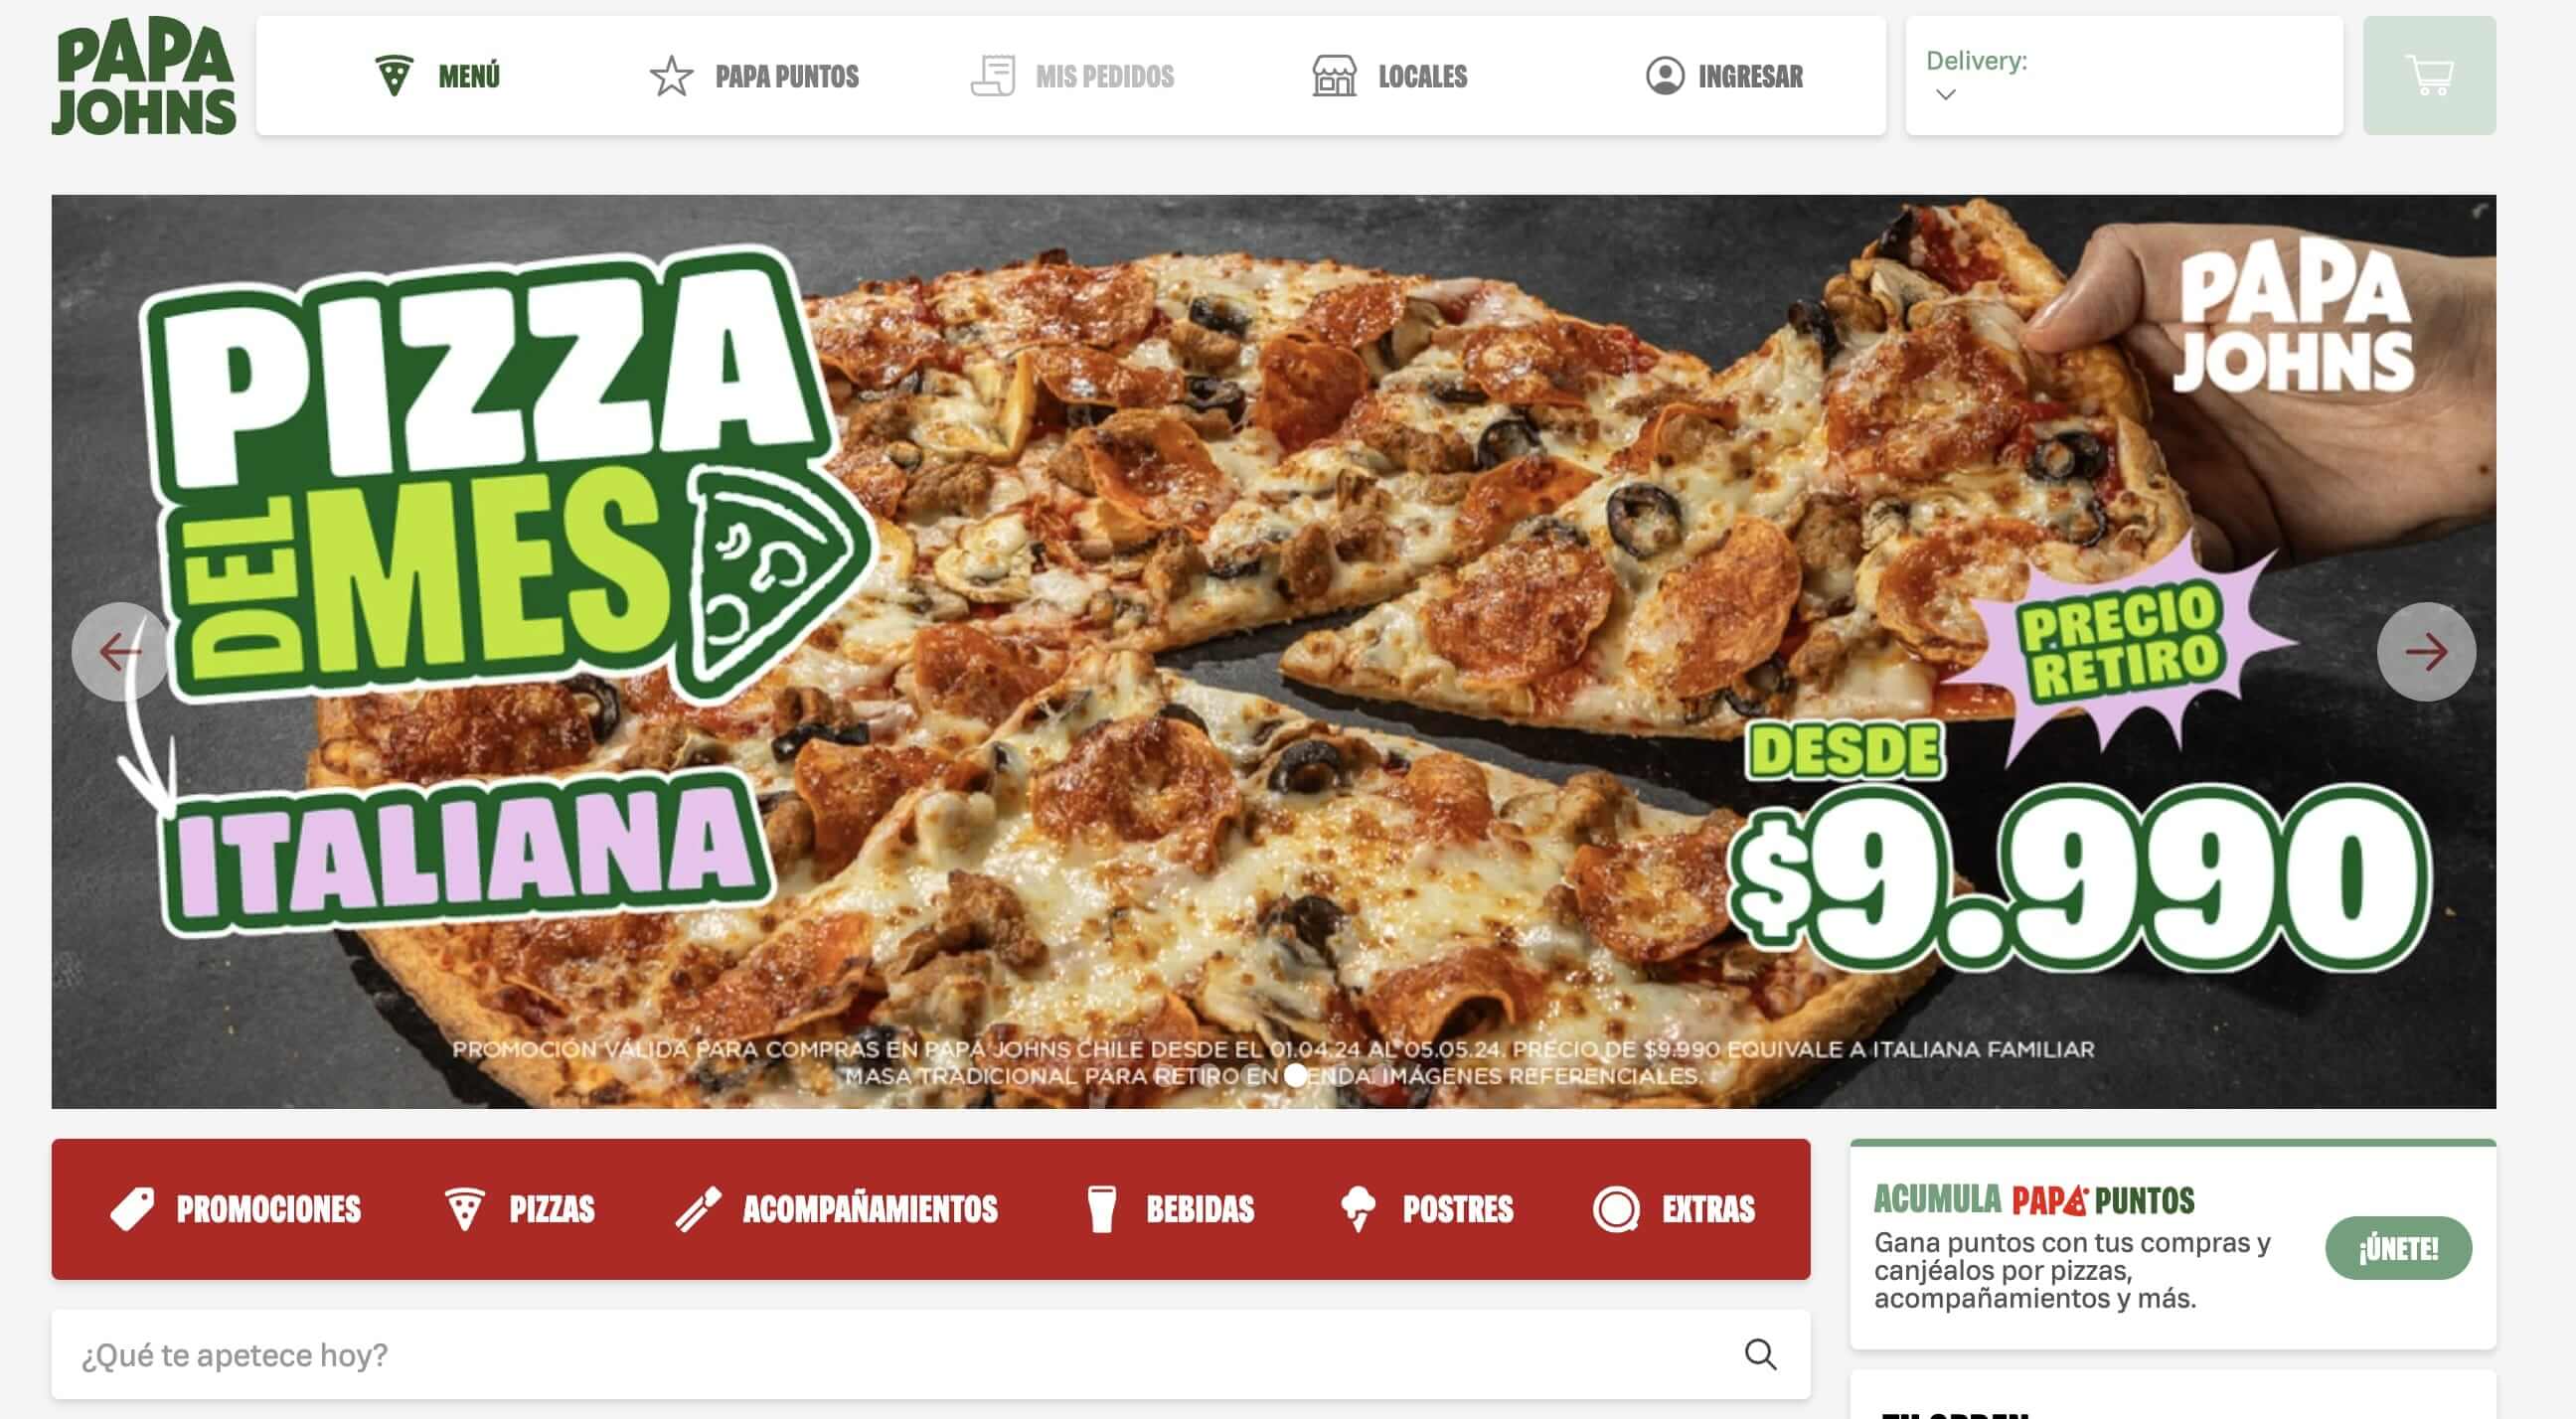 PAPA
JOHNS
MENÚ
PAPA PUNTOS
MIS PEDIDOS
LOCALES
INGRESAR
Delivery:
PIZZA
DEL MES
ITALIANA
PAPA
JOHNS
PRECIO
RETIRO
DESDE
$9.990
PROMOCIÓN VÁLIDA PARA COMPRAS EN PAPA JOHNS CHILE DESDE EL 01.04.24 AL 05.05.24. PRECIO DE $9.990 EQUIVALE A ITALIANA FAMILIAR
MASA TRADICIONAL PARA RETIRO EN IMÁGENES REFERENCIALES.
PROMOCIONES
PIZZAS
ACOMPAÑAMIENTOS
BEBIDAS
POSTRES
EXTRAS
¿Qué te apetece hoy?
ACUMULA PAPA PUNTOS
Gana puntos con tus compras y
canjéalos por pizzas,
acompañamientos y más.
¡ÚNETE!